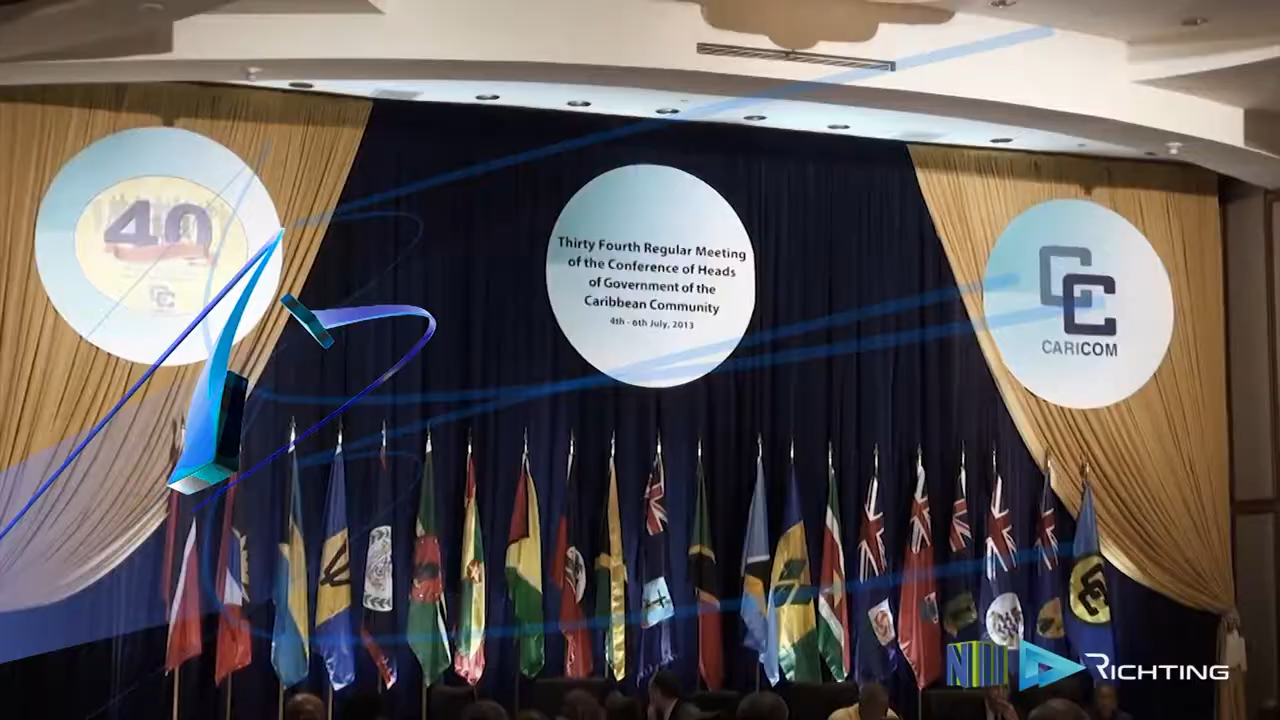 40
Thirty Fourth Regular Meeting
of the Conference of Heads
of Government of the
Caribbean Community
4th - 6th July, 2013
CARICOM
RICHTING